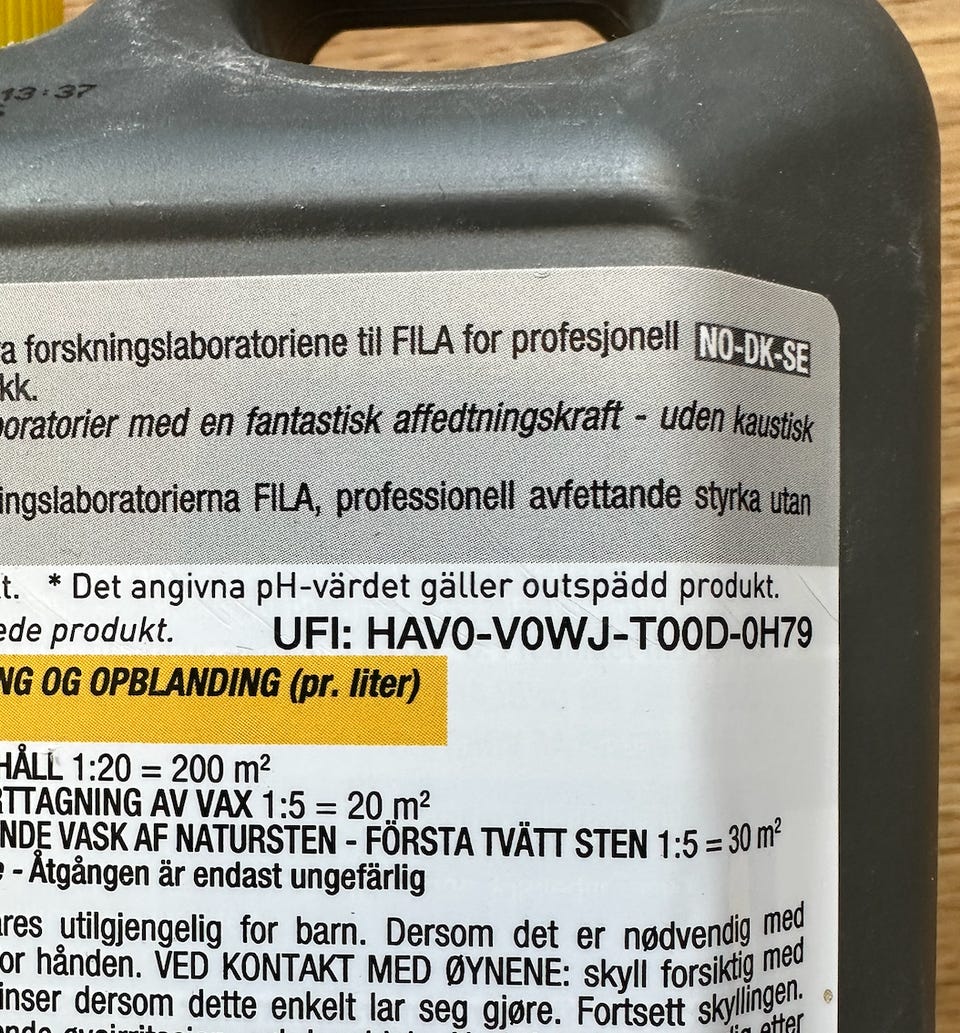 13:37
a forskningslaboratoriene til FILA for profesjonell NO-DK-SE
kk.
oratorier med en fantastisk affedtningskraft - uden kaustisk
ingslaboratorierna FILA, professionell avfettande styrka utan
t. * Det angivna pH-värdet gäller outspädd produkt.
ede produkt. UFI: HAV0-V0WJ-T00D-0H79
NG OG OPBLANDING (pr. liter)
HÅLL 1:20 = 200 m²
RTTAGNING AV VAX 1:5 = 20 m²
NDE VASK AF NATURSTEN - FÖRSTA TVÄTT STEN 1:5 = 30 m²
e - Åtgången är endast ungefärlig
res utilgjengelig for barn. Dersom det er nødvendig med
or hånden. VED KONTAKT MED ØYNENE: skyll forsiktig med
inser dersom dette enkelt lar seg gjøre. Fortsett skyllingen.
etter